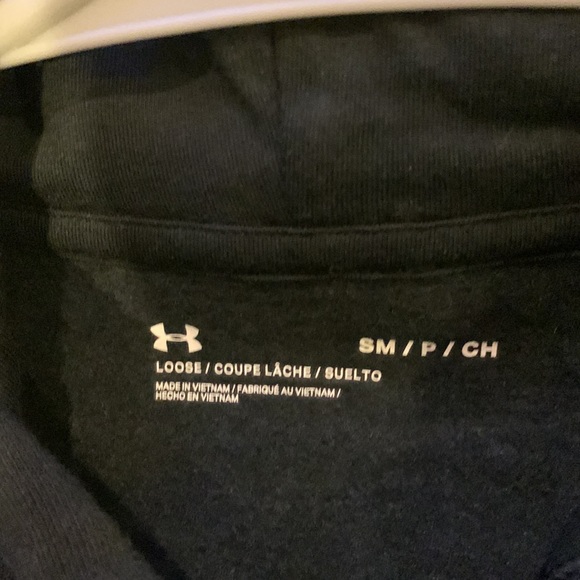 SM / P / CH
LOOSE / COUPE LÂCHE / SUELTO
MADE IN VIETNAM / FABRIQUÉ AU VIETNAM /
HECHO EN VIETNAM